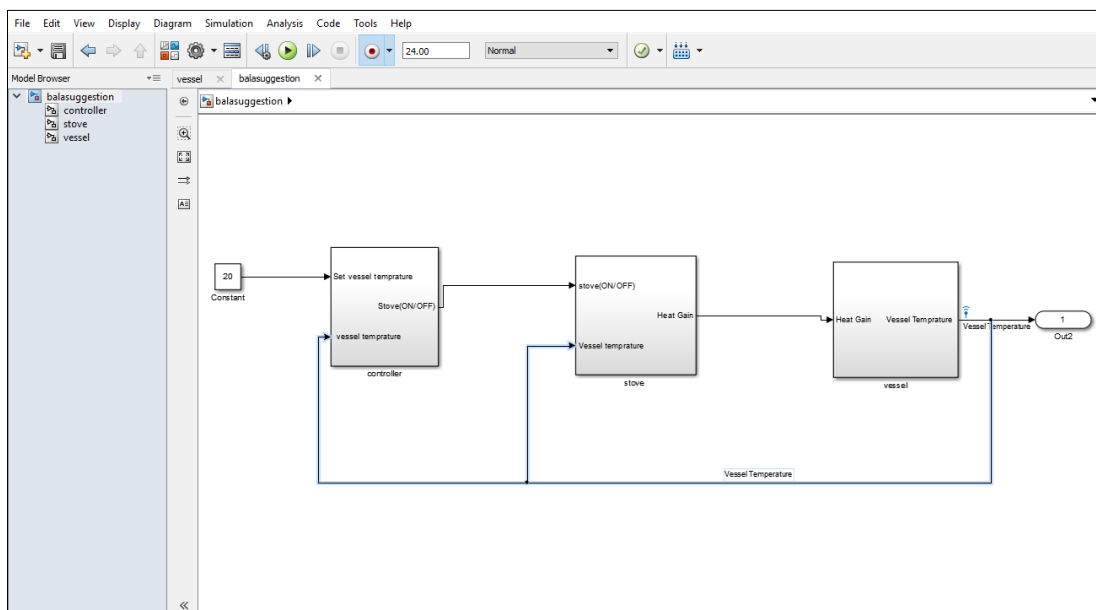 File Edit View Display Diagram Simulation Analysis Code Tools Help
24.00 Normal
Model Browser
vessel balasuggestion
balasuggestion
controller
stove
vessel
balasuggestion
20
Constant
Set vessel temprature
Stove(ON/OFF)
vessel temprature
controller
stove(ON/OFF)
Heat Gain
Vessel temprature
stove
Heat Gain Vessel Temprature
vessel
Vessel Temperature
1
Out2
Vessel Temperature